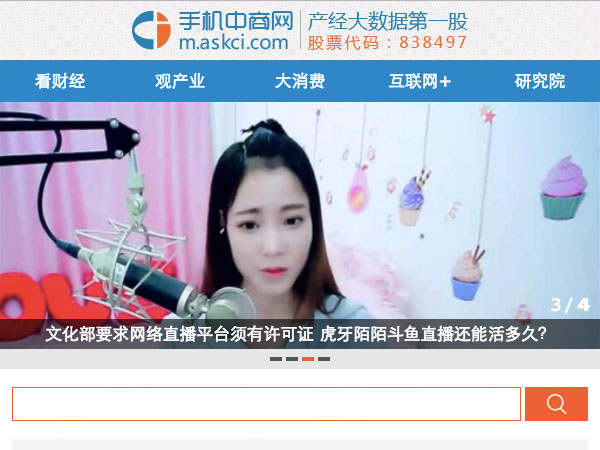 手机中商网
m.askci.com
产经大数据第一股
股票代码：838497
看财经 观产业 大消费 互联网+ 研究院
3/4
文化部要求网络直播平台须有许可证 虎牙陌陌斗鱼直播还能活多久?